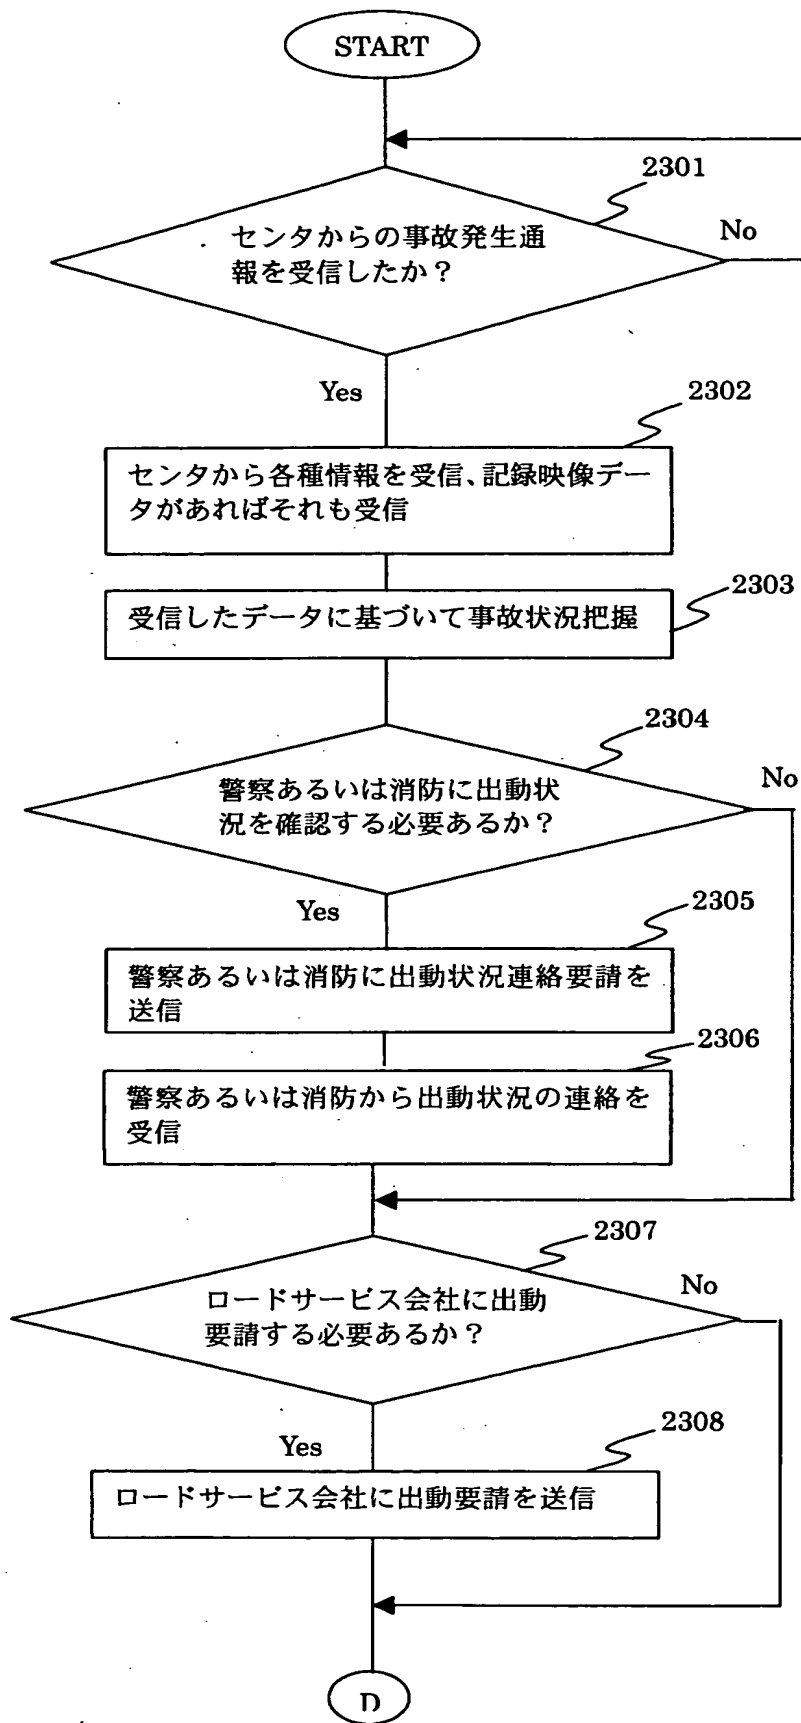 START
2301
センタからの事故発生通
報を受信したか？
No
Yes
2302
センタから各種情報を受信、記録映像デー
タがあればそれも受信
2303
受信したデータに基づいて事故状況把握
2304
警察あるいは消防に出動状
況を確認する必要あるか？
No
Yes
2305
警察あるいは消防に出動状況連絡要請を
送信
2306
警察あるいは消防から出動状況の連絡を
受信
2307
ロードサービス会社に出動
要請する必要あるか？
No
Yes
2308
ロードサービス会社に出動要請を送信
D